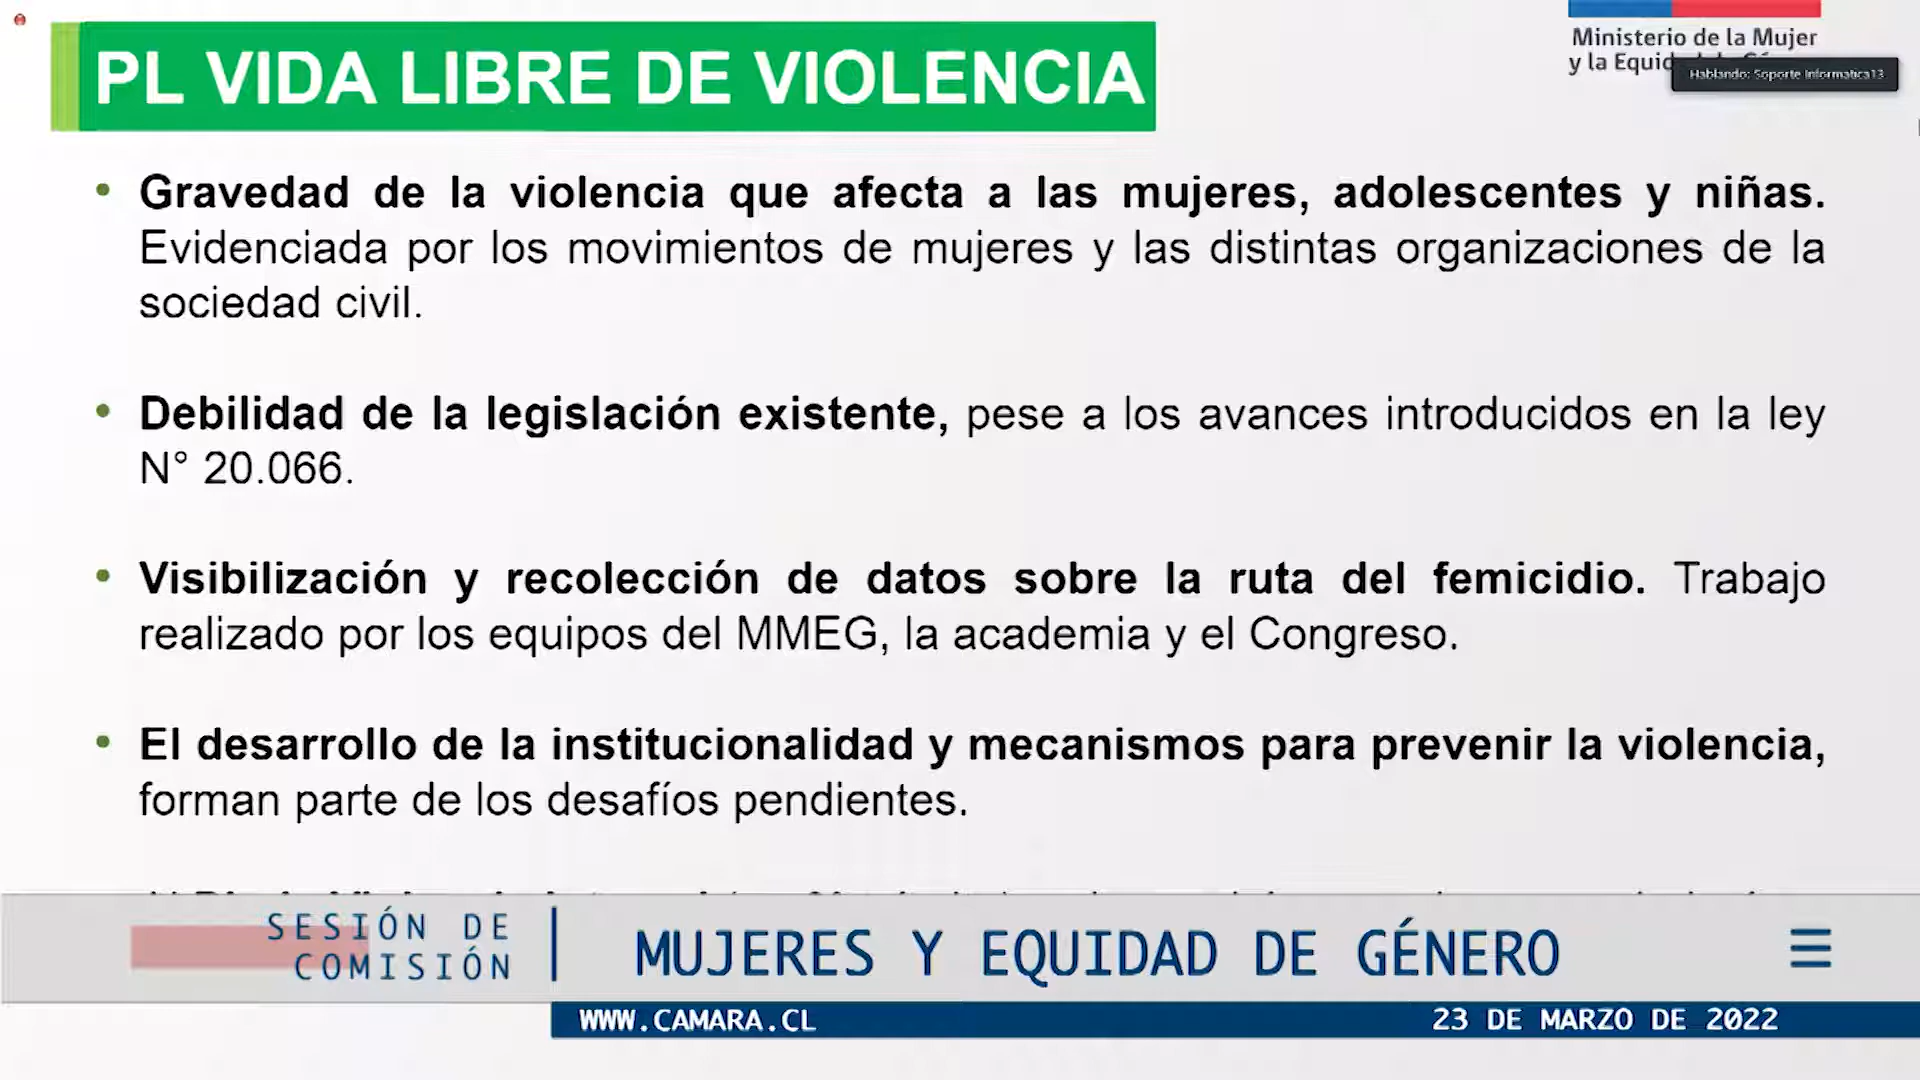 PL VIDA LIBRE DE VIOLENCIA
Ministerio de la Mujer
y la
Hablando: Soporte Informatica13
• Gravedad de la violencia que afecta a las mujeres, adolescentes y niñas.
Evidenciada por los movimientos de mujeres y las distintas organizaciones de la
sociedad civil.
• Debilidad de la legislación existente, pese a los avances introducidos en la ley
N° 20.066.
• Visibilización y recolección de datos sobre la ruta del femicidio. Trabajo
realizado por los equipos del MMEG, la academia y el Congreso.
• El desarrollo de la institucionalidad y mecanismos para prevenir la violencia,
forman parte de los desafíos pendientes.
SESIÓN DE
COMISIÓN
MUJERES Y EQUIDAD DE GÉNERO
WWW.CAMARA.CL
23 DE MARZO DE 2022